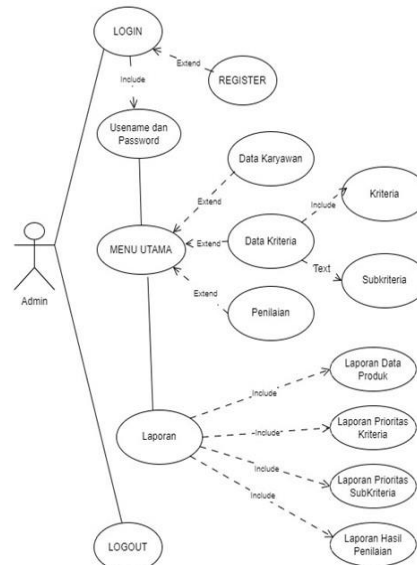 LOGIN
Extend
Include
REGISTER
Usename dan
Password
Data Karyawan
Extend
Include
Kriteria
MENU UTAMA
Extend
Data Kriteria
Text
Subkriteria
Extend
Penilaian
Admin
Laporan Data
Produk
Include
Laporan Prioritas
Kriteria
Include
Laporan
Include
Laporan Prioritas
SubKriteria
Include
LOGOUT
Laporan Hasil
Penilaian